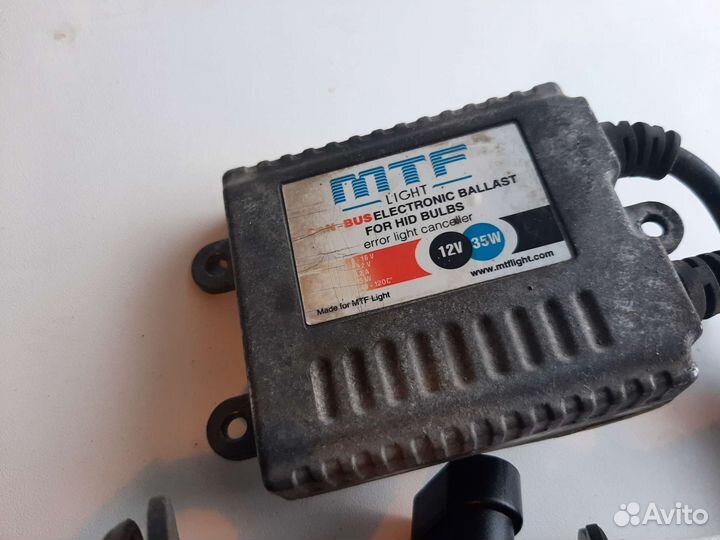 MTF
LIGHT
BUS ELECTRONIC BALLAST
FOR HID BULBS
error light canceller
12V 35W
www.mtflight.com
Made for MTF Light
Avito